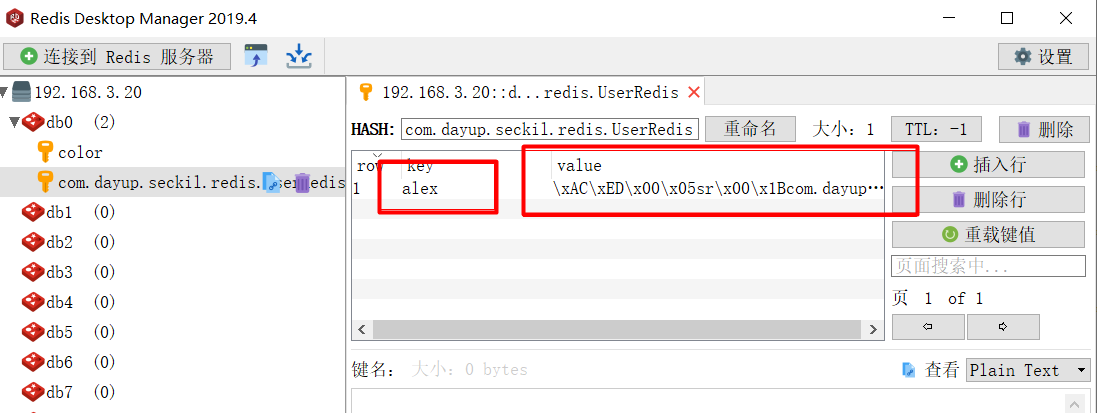 Redis Desktop Manager 2019.4
连接到 Redis 服务器
设置
192.168.3.20
db0 (2)
color
com.dayup.seckil.redis.UserRedis
db1 (0)
db2 (0)
db3 (0)
db4 (0)
db5 (0)
db6 (0)
db7 (0)
192.168.3.20::d...redis.UserRedis
HASH: com.dayup.seckil.redis.UserRedis 重命名 大小: 1 TTL: -1 删除
row key value
1 alex \xAC\xED\x00\x05sr\x00\x1Bcom.dayup…
插入行
删除行
重载键值
页面搜索中...
页 1 of 1
键名: 大小: 0 bytes 查看 Plain Text